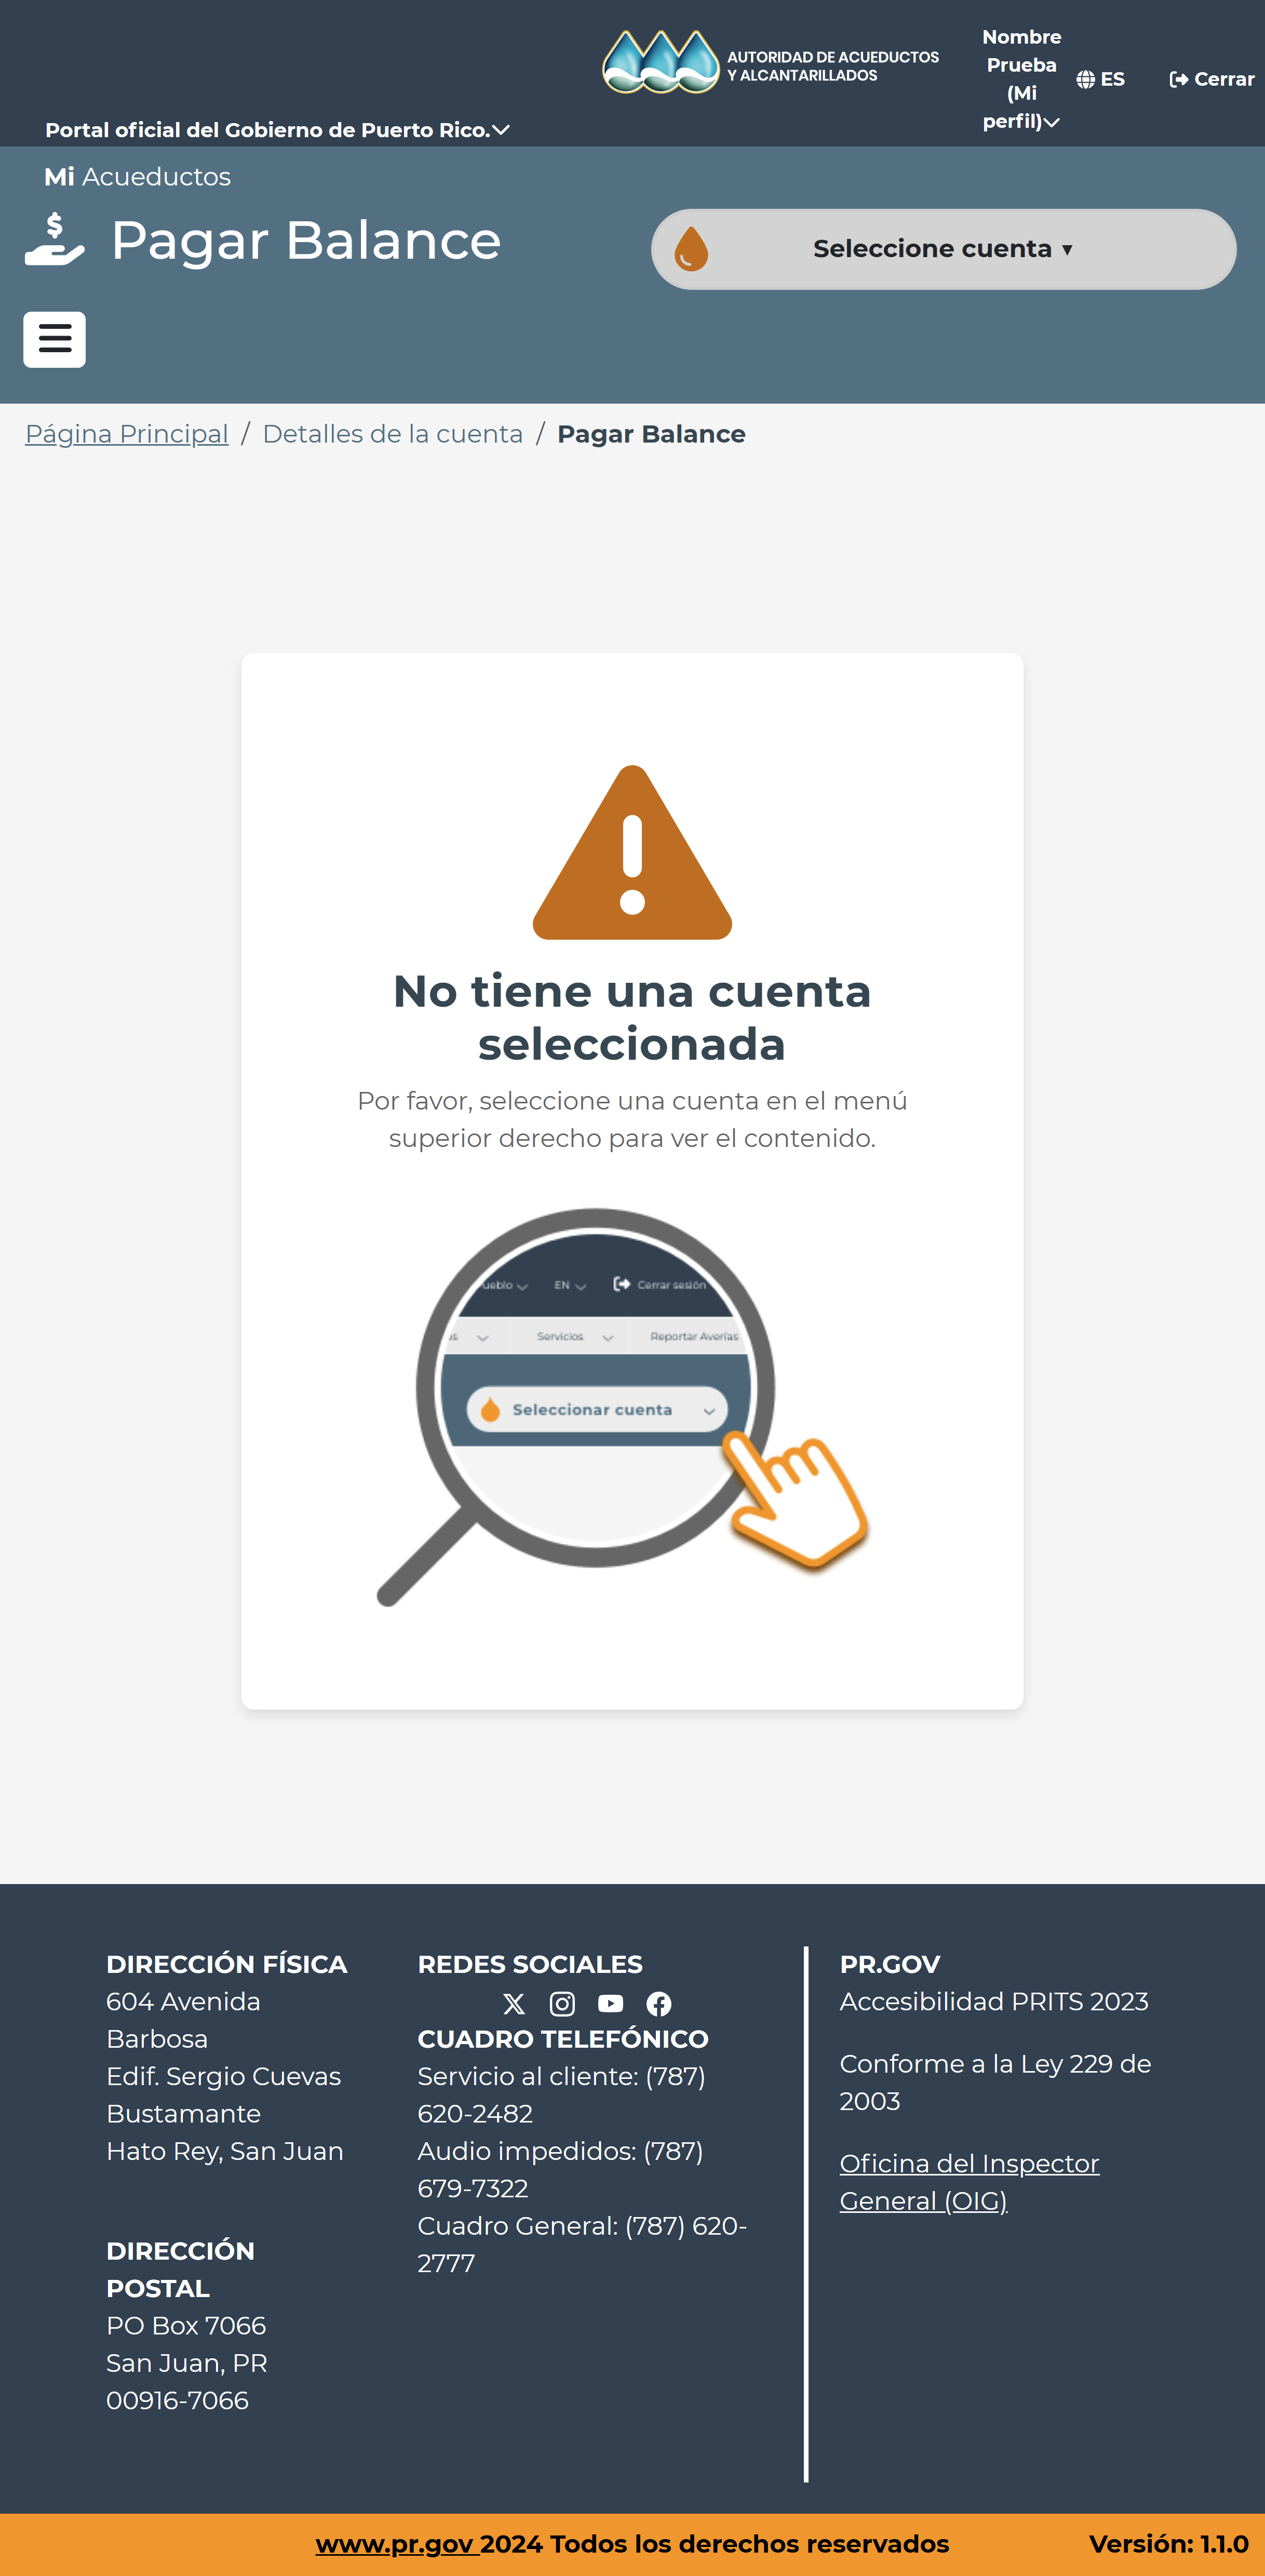 AUTORIDAD DE ACUEDUCTOS
Y ALCANTARILLADOS
Nombre
Prueba
(Mi
perfil)
ES
Cerrar
Portal oficial del Gobierno de Puerto Rico.
Mi Acueductos
Pagar Balance
Seleccione cuenta ▾
Página Principal / Detalles de la cuenta / Pagar Balance
No tiene una cuenta
seleccionada
Por favor, seleccione una cuenta en el menú
superior derecho para ver el contenido.
ueblo
EN
Cerrar sesión
es
Servicios
Reportar Averías
Seleccionar cuenta
DIRECCIÓN FÍSICA
604 Avenida
Barbosa
Edif. Sergio Cuevas
Bustamante
Hato Rey, San Juan
DIRECCIÓN
POSTAL
PO Box 7066
San Juan, PR
00916-7066
REDES SOCIALES
CUADRO TELEFÓNICO
Servicio al cliente: (787)
620-2482
Audio impedidos: (787)
679-7322
Cuadro General: (787) 620-
2777
PR.GOV
Accesibilidad PRITS 2023
Conforme a la Ley 229 de
2003
Oficina del Inspector
General (OIG)
www.pr.gov 2024 Todos los derechos reservados
Versión: 1.1.0